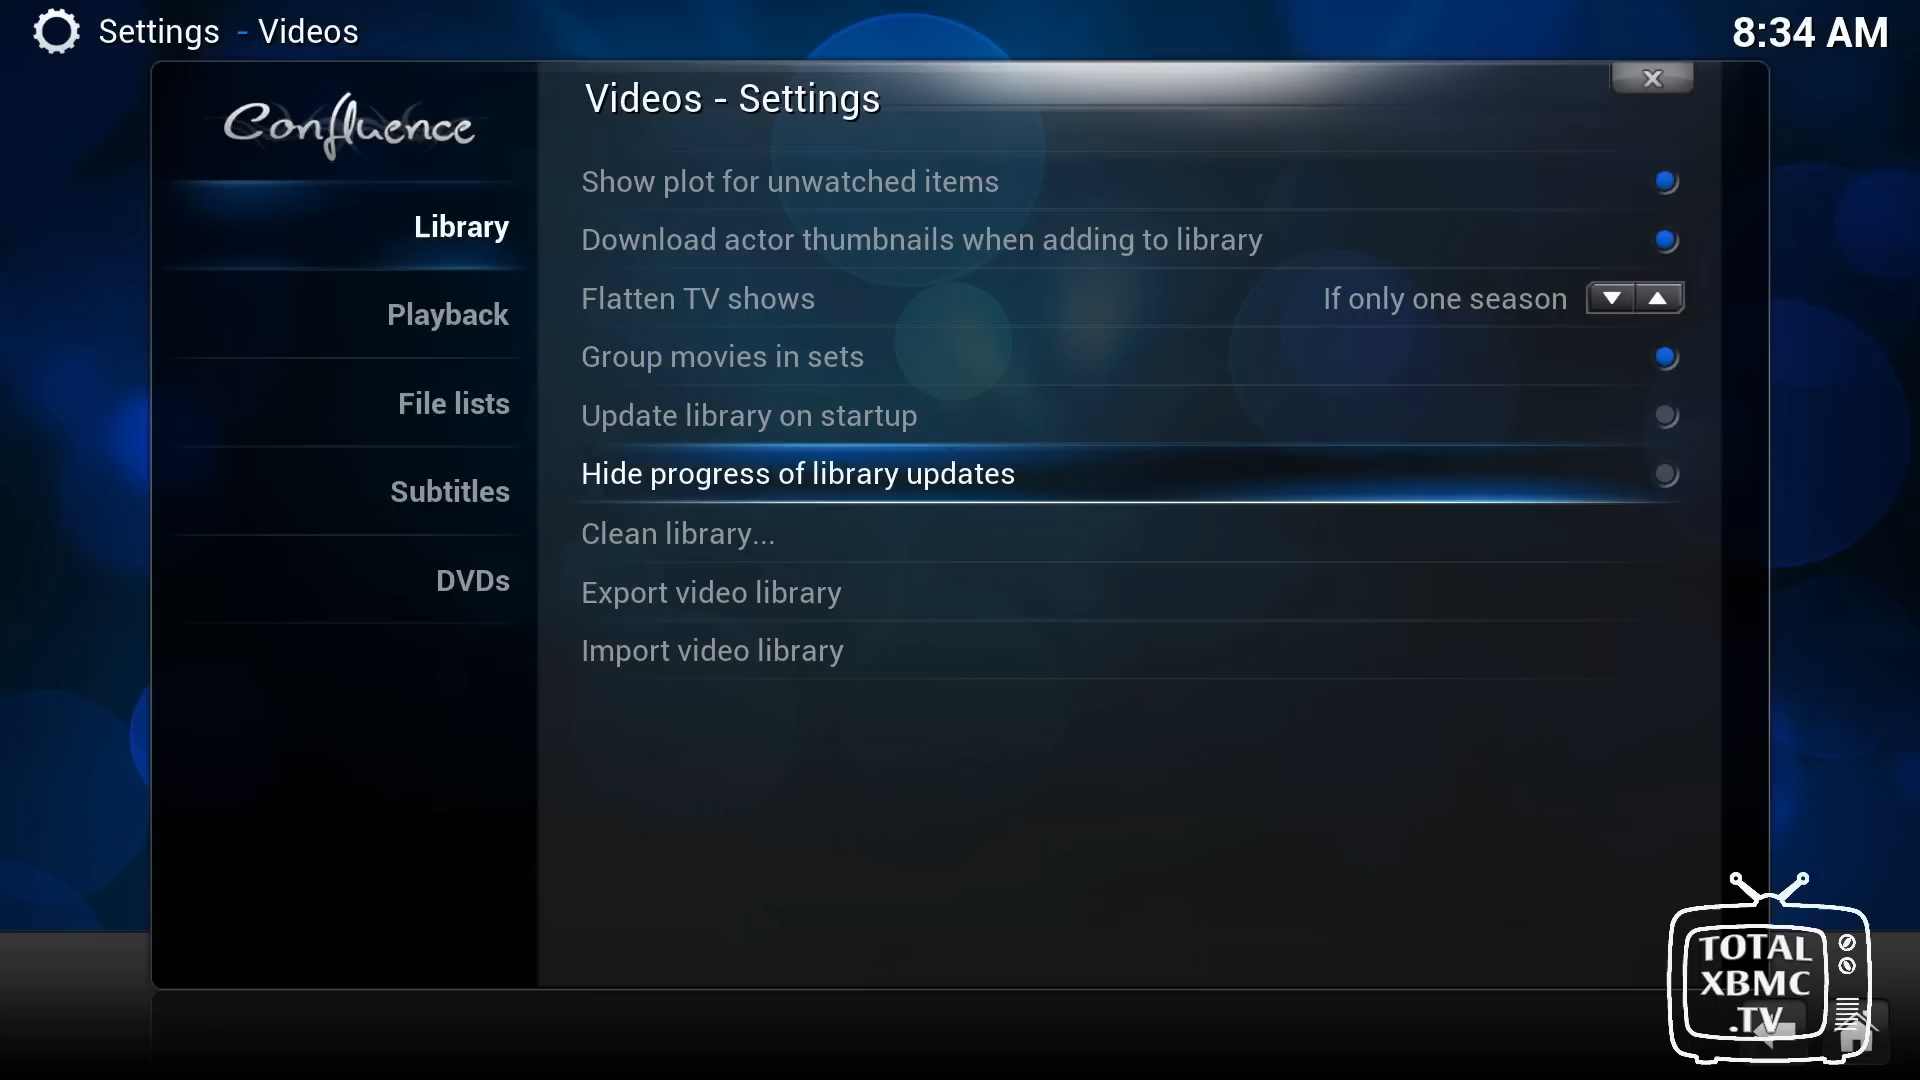 Settings - Videos
8:34 AM
Confluence
Videos - Settings
X
Library
Playback
File lists
Subtitles
DVDs
Show plot for unwatched items
Download actor thumbnails when adding to library
Flatten TV shows If only one season
Group movies in sets
Update library on startup
Hide progress of library updates
Clean library...
Export video library
Import video library
TOTAL
XBMC
.TV